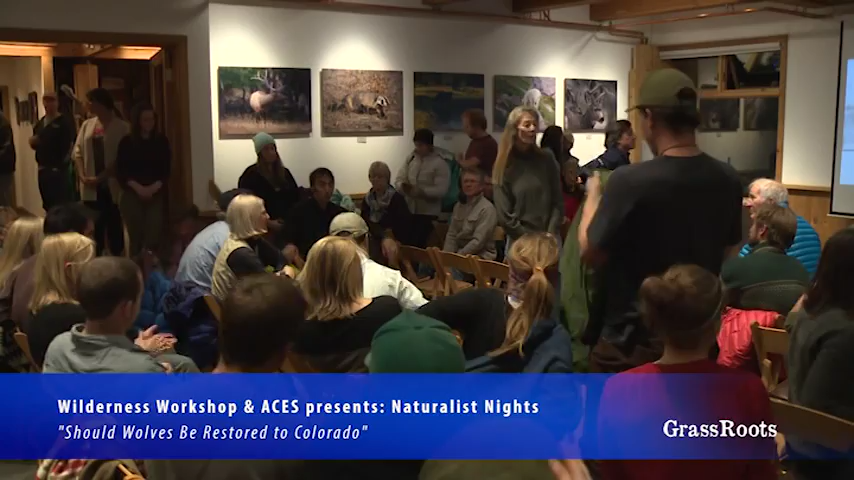 Wilderness Workshop & ACES presents: Naturalist Nights
"Should Wolves Be Restored to Colorado"
GrassRoots